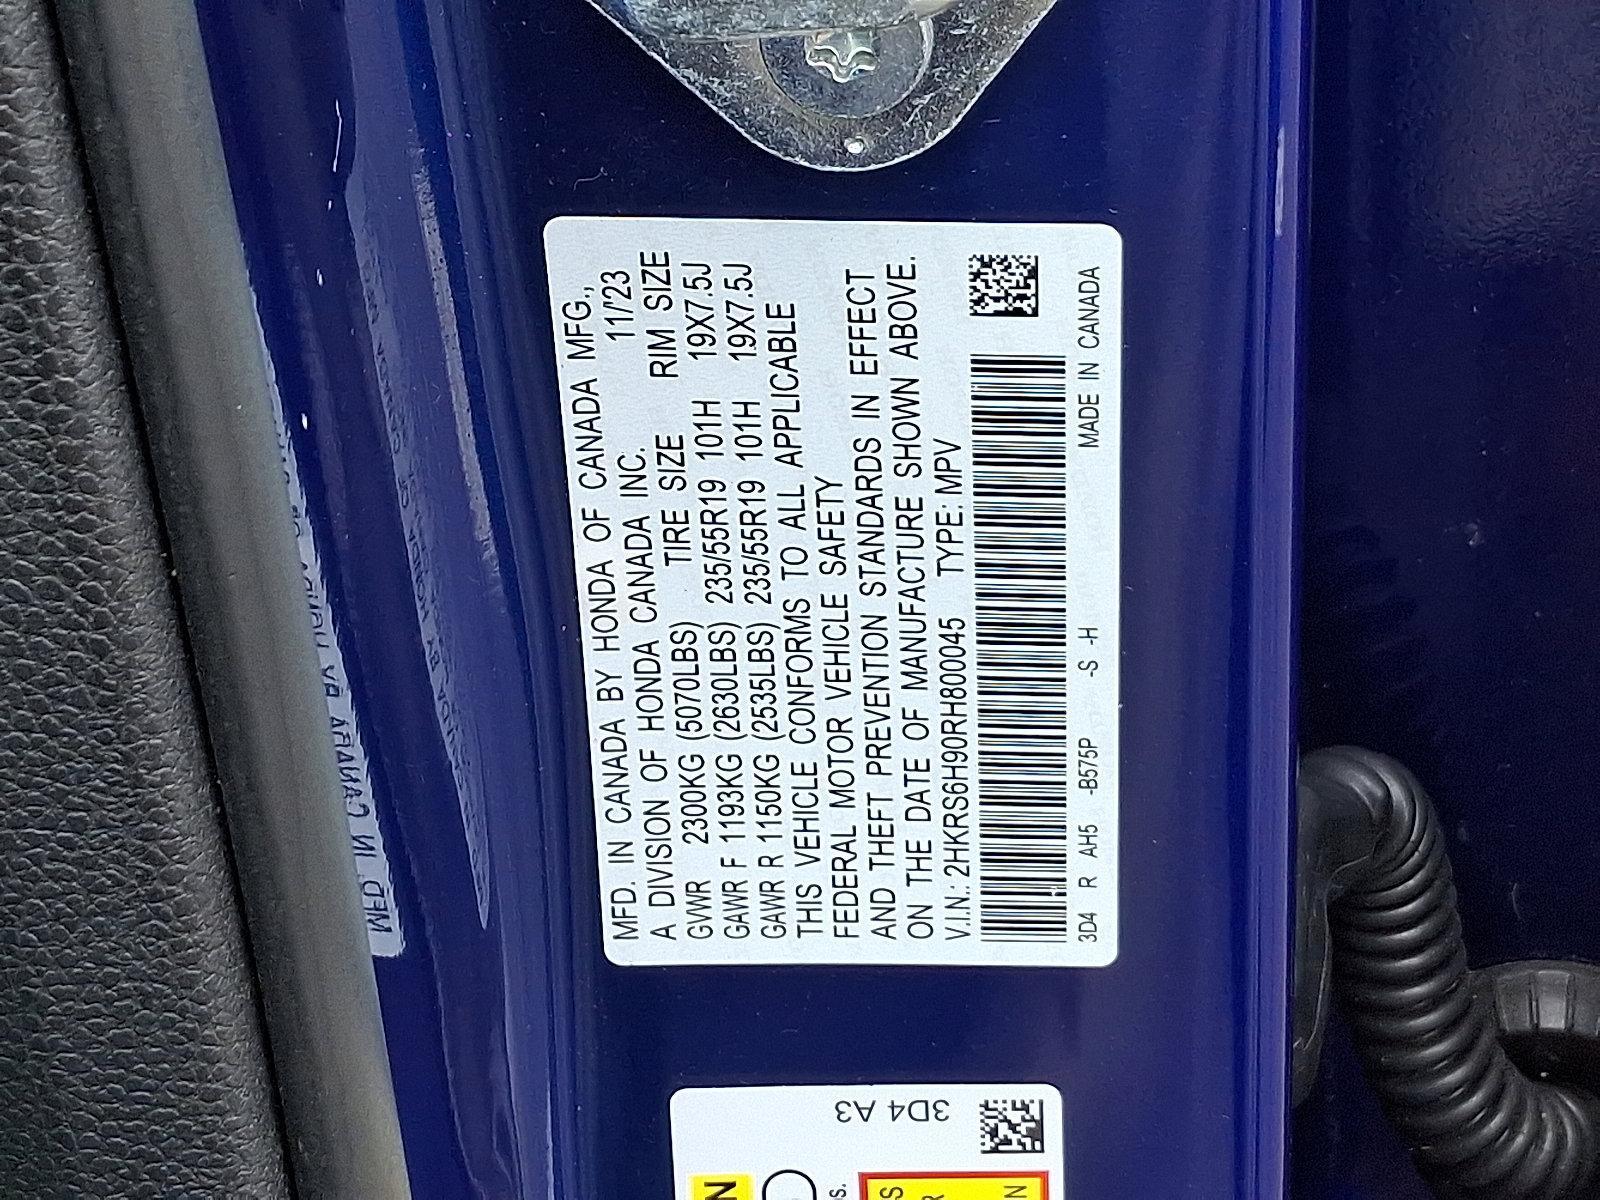 MFD. IN CANADA BY HONDA OF CANADA MFG.,
A DIVISION OF HONDA CANADA INC. 11/'23
TIRE SIZE RIM SIZE
GVWR 2300KG (5070LBS)
GAWR F 1193KG (2630LBS) 235/55R19 101H 19X7.5J
GAWR R 1150KG (2535LBS) 235/55R19 101H 19X7.5J
THIS VEHICLE CONFORMS TO ALL APPLICABLE
FEDERAL MOTOR VEHICLE SAFETY
AND THEFT PREVENTION STANDARDS IN EFFECT
ON THE DATE OF MANUFACTURE SHOWN ABOVE.
V.I.N.: 2HKRS6H90RH800045 TYPE: MPV
3D4 R AH5 -B575P -S -H MADE IN CANADA
3D4 A3